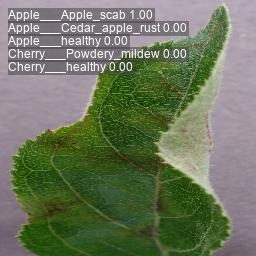 Apple___Apple_scab 1.00
Apple___Cedar_apple_rust 0.00
Apple___healthy 0.00
Cherry___Powdery_mildew 0.00
Cherry___healthy 0.00